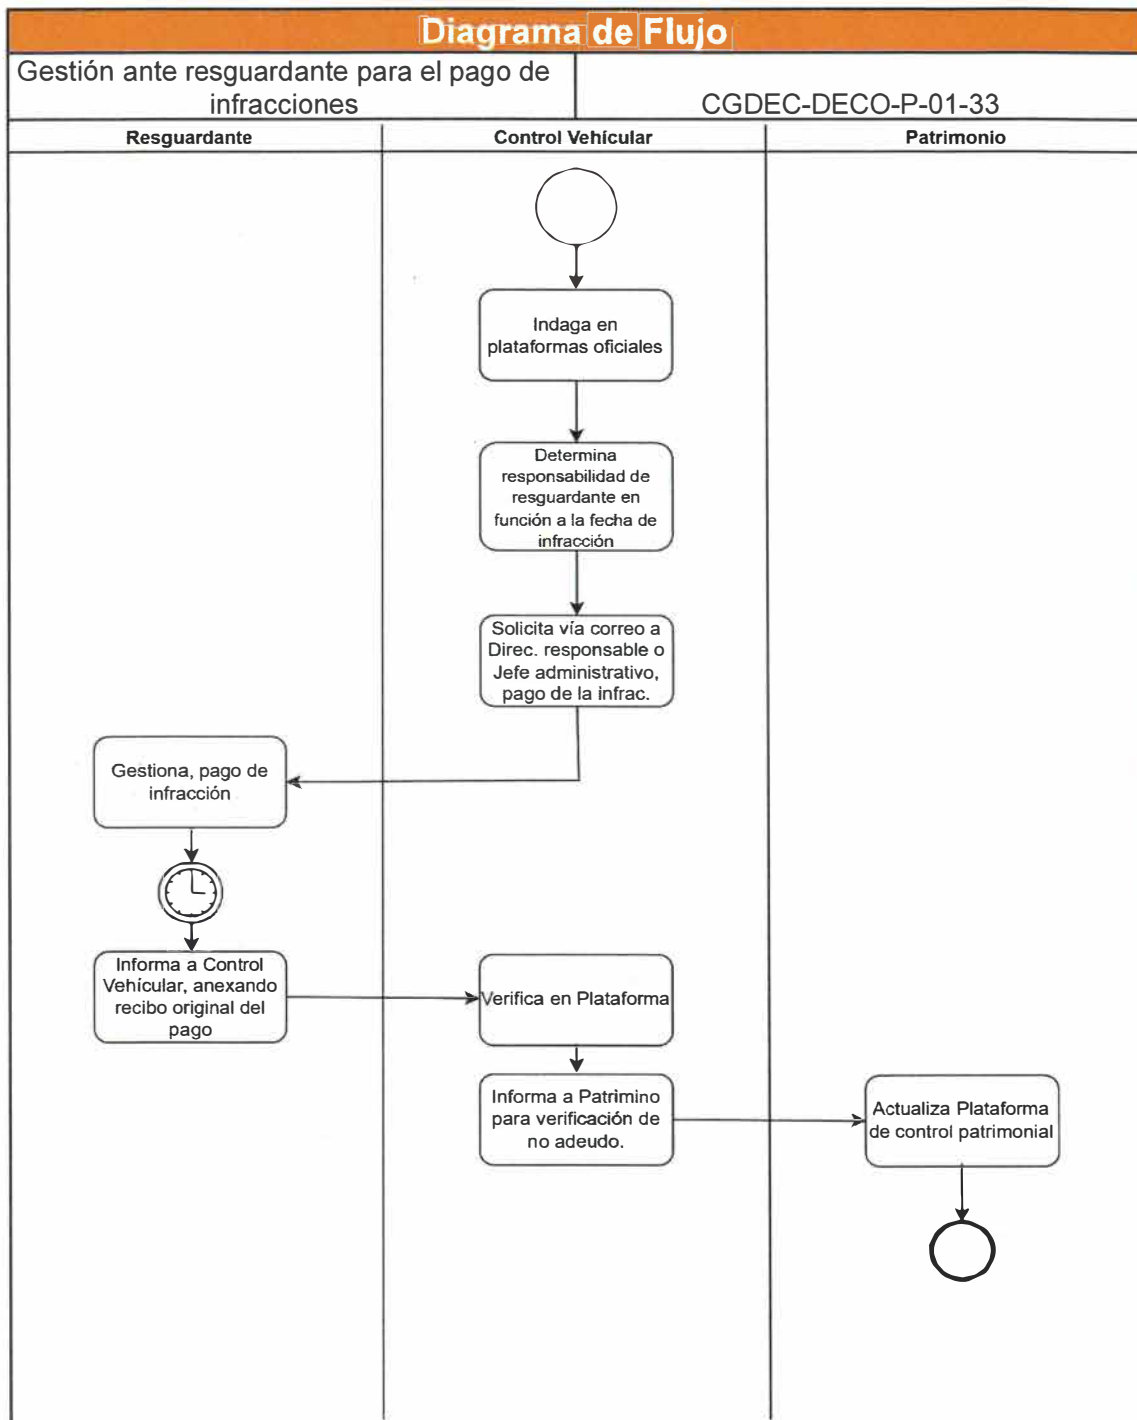 Diagrama de Flujo
Gestión ante resguardante para el pago de
infracciones
CGDEC-DECO-P-01-33
Resguardante
Control Vehícular
Patrimonio
Indaga en
plataformas oficiales
Determina
responsabilidad de
resguardante en
función a la fecha de
infracción
Solicita vía correo a
Direc. responsable o
Jefe administrativo,
pago de la infrac.
Gestiona, pago de
infracción
Informa a Control
Vehícular, anexando
recibo original del
pago
Verifica en Plataforma
Informa a Patrimino
para verificación de
no adeudo.
Actualiza Plataforma
de control patrimonial